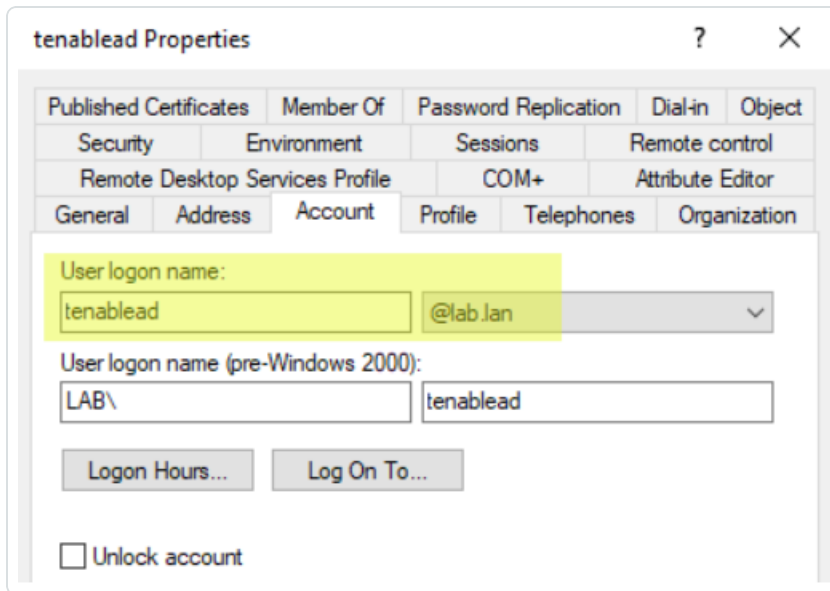 tenablead Properties ? ×
Published Certificates Member Of Password Replication Dial-in Object
Security Environment Sessions Remote control
Remote Desktop Services Profile COM+ Attribute Editor
General Address Account Profile Telephones Organization
User logon name:
tenablead @lab.lan
User logon name (pre-Windows 2000):
LAB\ tenablead
Logon Hours... Log On To...
Unlock account